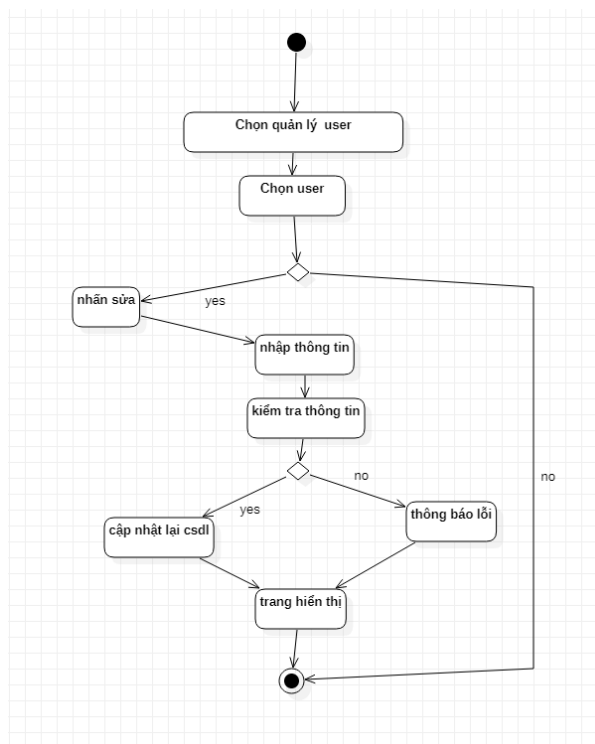 Chọn quản lý  user
Chọn user
nhấn sửa
yes
nhập thông tin
kiểm tra thông tin
no
no
yes
thông báo lỗi
cập nhật lại csdl
trang hiển thị